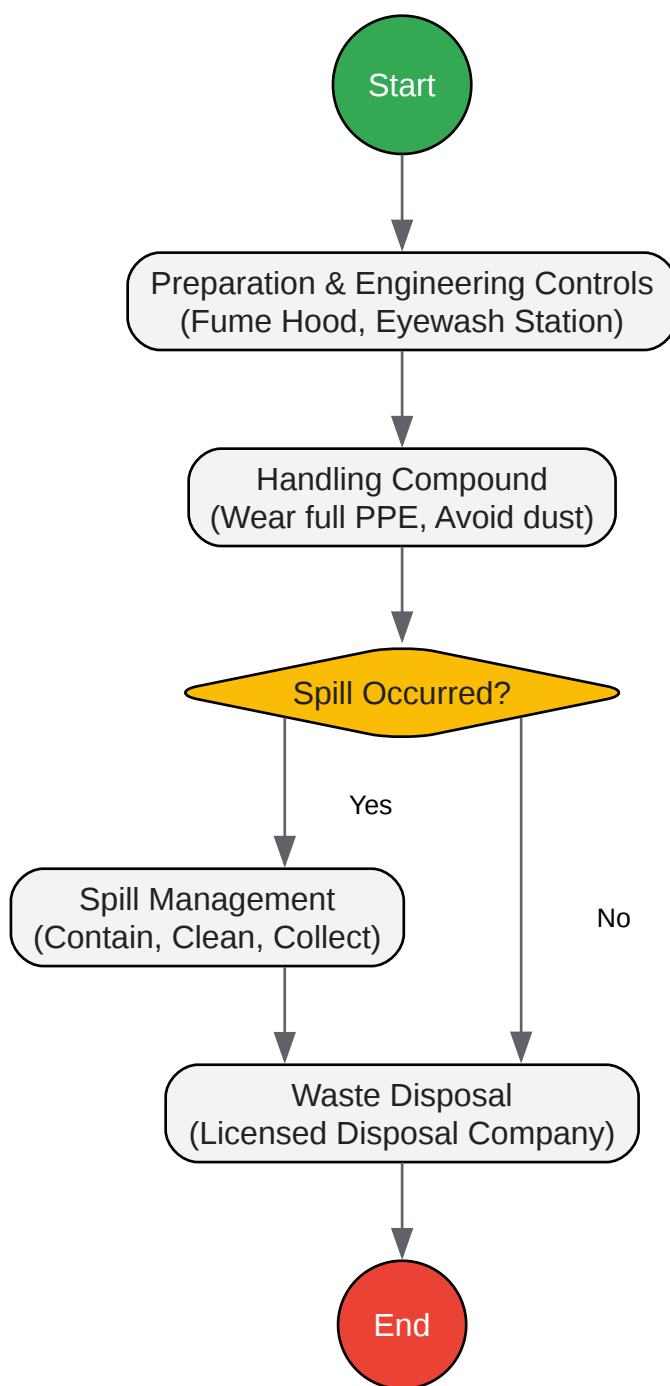 Start
Preparation & Engineering Controls
(Fume Hood, Eyewash Station)
Handling Compound
(Wear full PPE, Avoid dust)
Spill Occurred?
Yes
Spill Management
(Contain, Clean, Collect)
No
Waste Disposal
(Licensed Disposal Company)
End